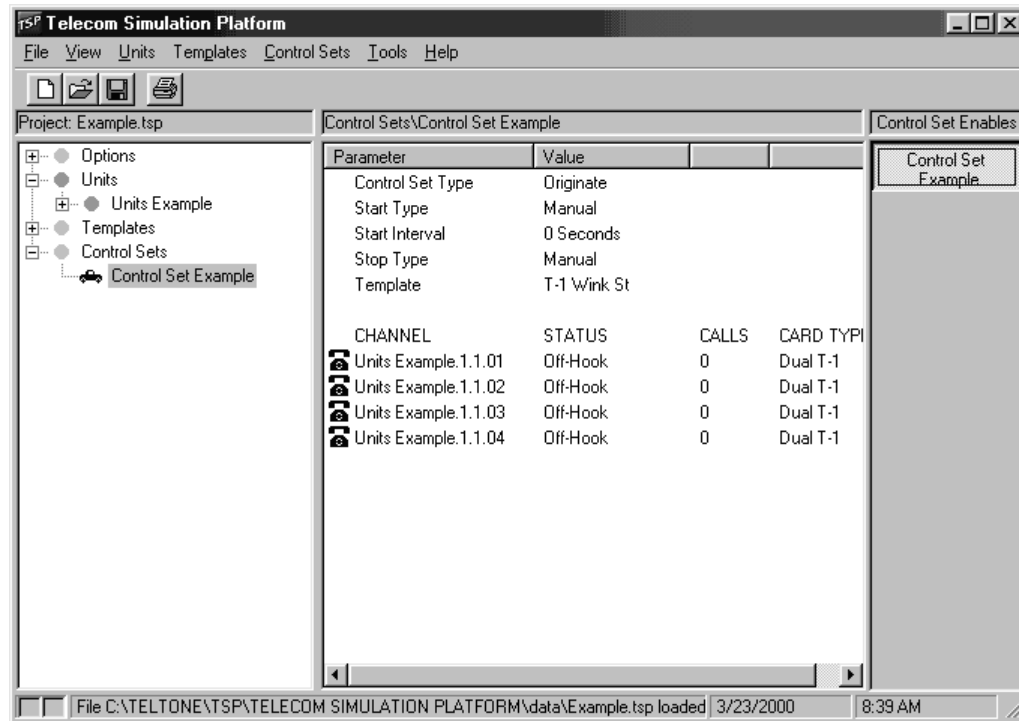 TSP Telecom Simulation Platform
File View Units Templates Control Sets Tools Help
Project: Example.tsp
Options
Units
Units Example
Templates
Control Sets
Control Set Example
Control Sets\Control Set Example
Parameter Value
Control Set Type Originate
Start Type Manual
Start Interval 0 Seconds
Stop Type Manual
Template T-1 Wink St
CHANNEL STATUS CALLS CARD TYPE
Units Example.1.1.01 Off-Hook 0 Dual T-1
Units Example.1.1.02 Off-Hook 0 Dual T-1
Units Example.1.1.03 Off-Hook 0 Dual T-1
Units Example.1.1.04 Off-Hook 0 Dual T-1
Control Set Enables
Control Set
Example
File C:\TELTONE\TSP\TELECOM SIMULATION PLATFORM\data\Example.tsp loaded 3/23/2000 8:39 AM